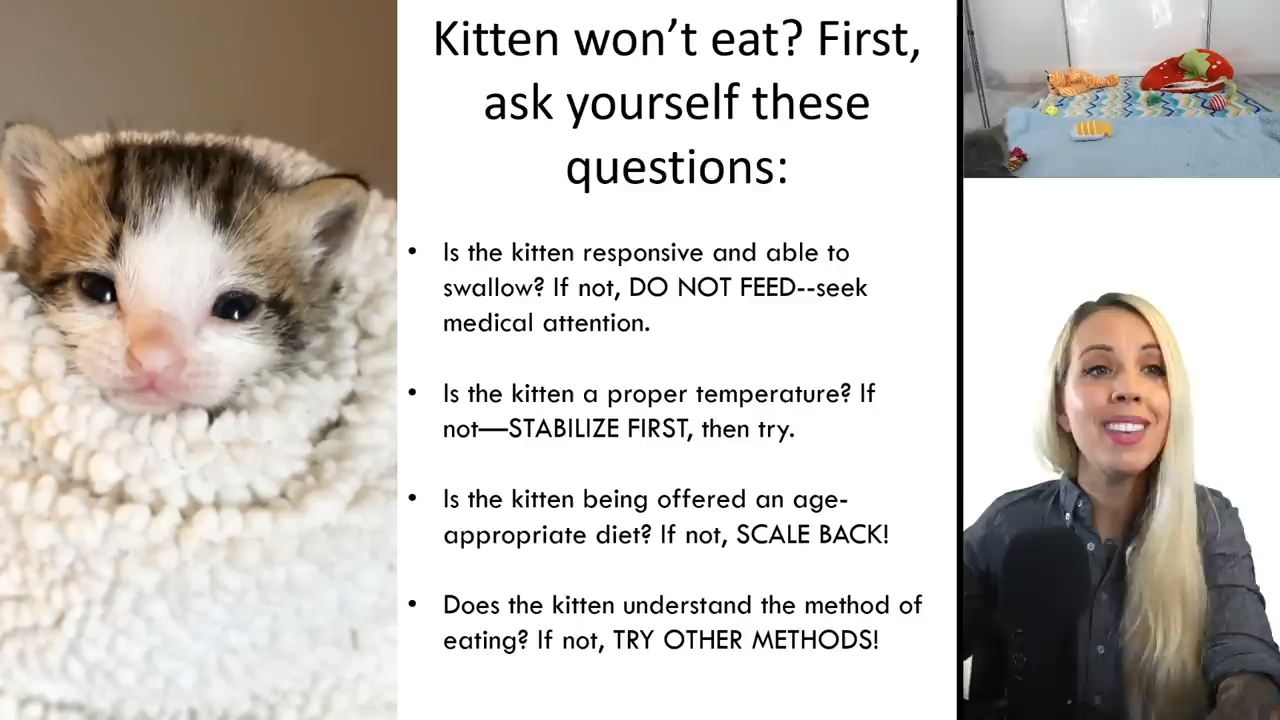 Kitten won’t eat? First,
ask yourself these
questions:
• Is the kitten responsive and able to
swallow? If not, DO NOT FEED--seek
medical attention.
• Is the kitten a proper temperature? If
not—STABILIZE FIRST, then try.
• Is the kitten being offered an age-
appropriate diet? If not, SCALE BACK!
• Does the kitten understand the method of
eating? If not, TRY OTHER METHODS!